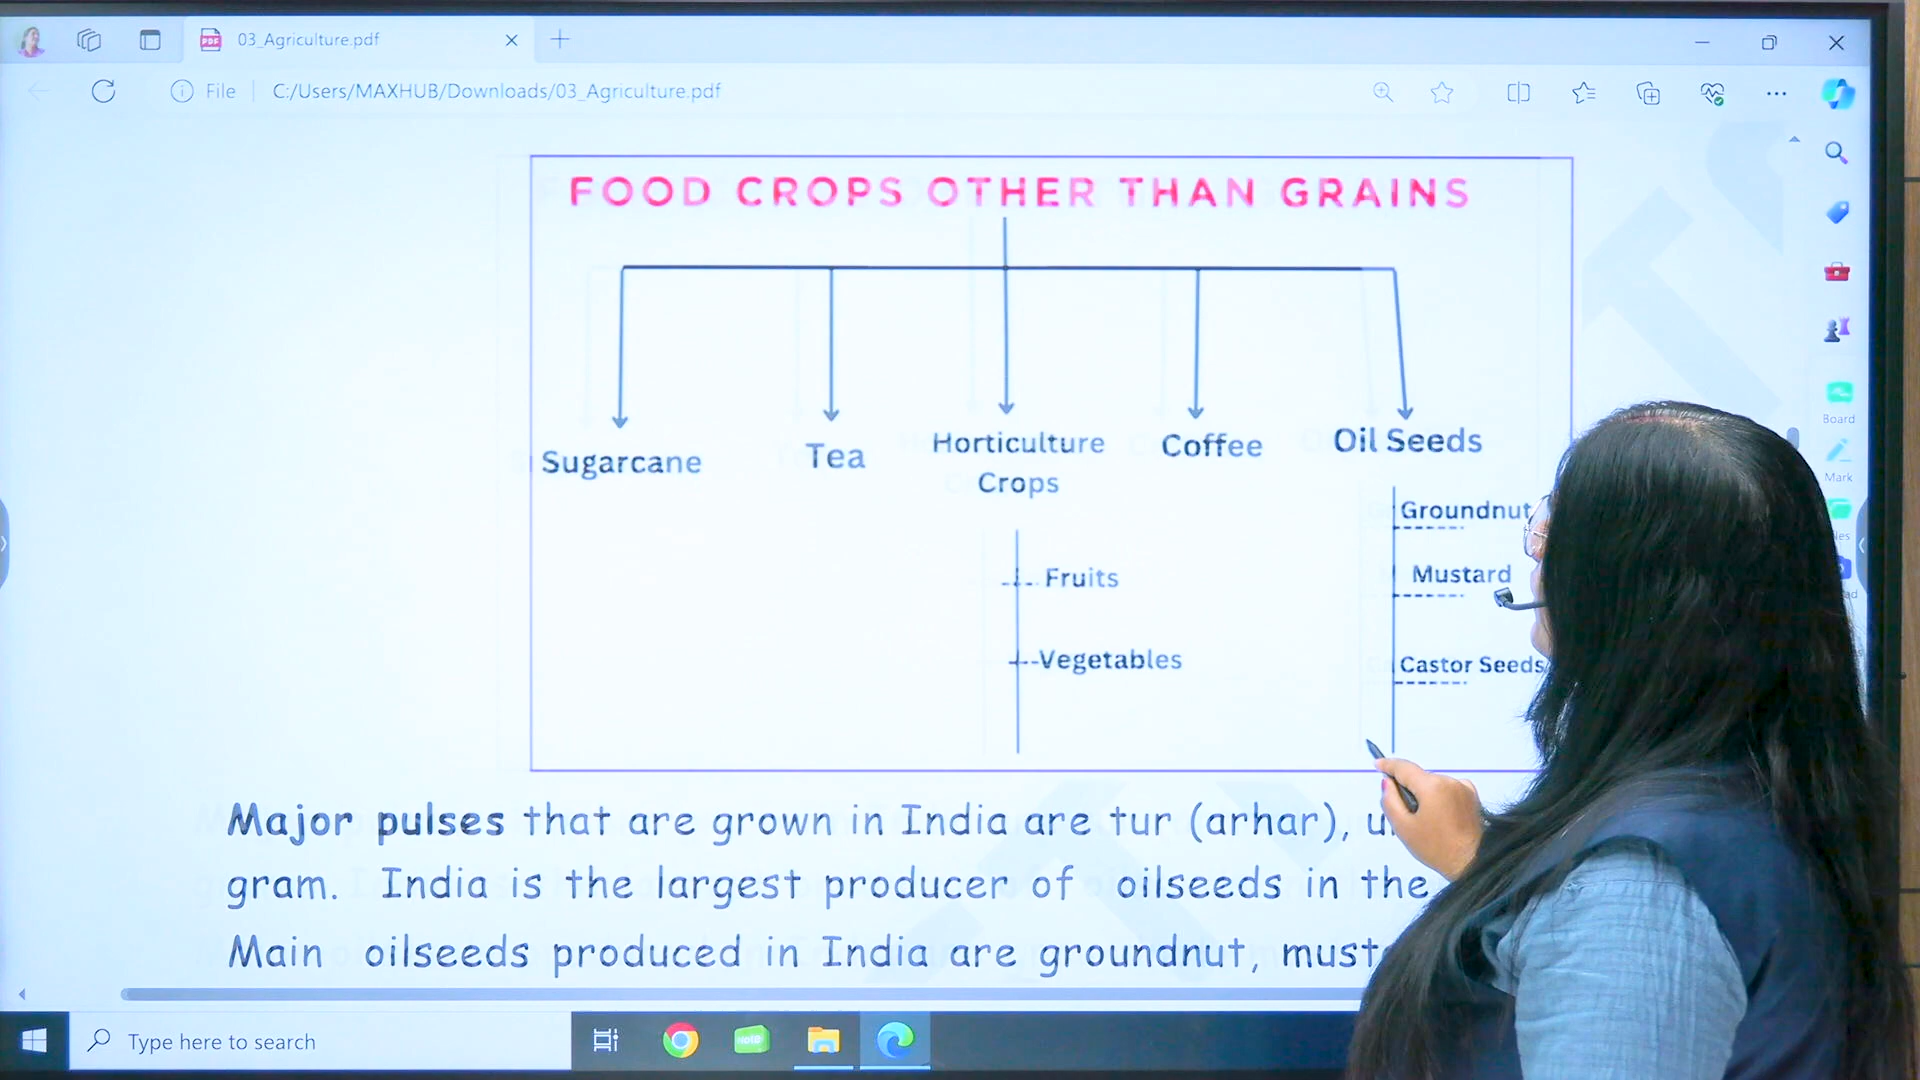 03_Agriculture.pdf
File
C:/Users/MAXHUB/Downloads/03_Agriculture.pdf
FOOD CROPS OTHER THAN GRAINS
Sugarcane
Tea
Horticulture
Crops
Coffee
Oil Seeds
Fruits
Vegetables
Groundnut
Mustard
Castor Seeds
Major pulses that are grown in India are tur (arhar),
gram. India is the largest producer of oilseeds in the
Main oilseeds produced in India are groundnut,
Board
Mark
Type here to search